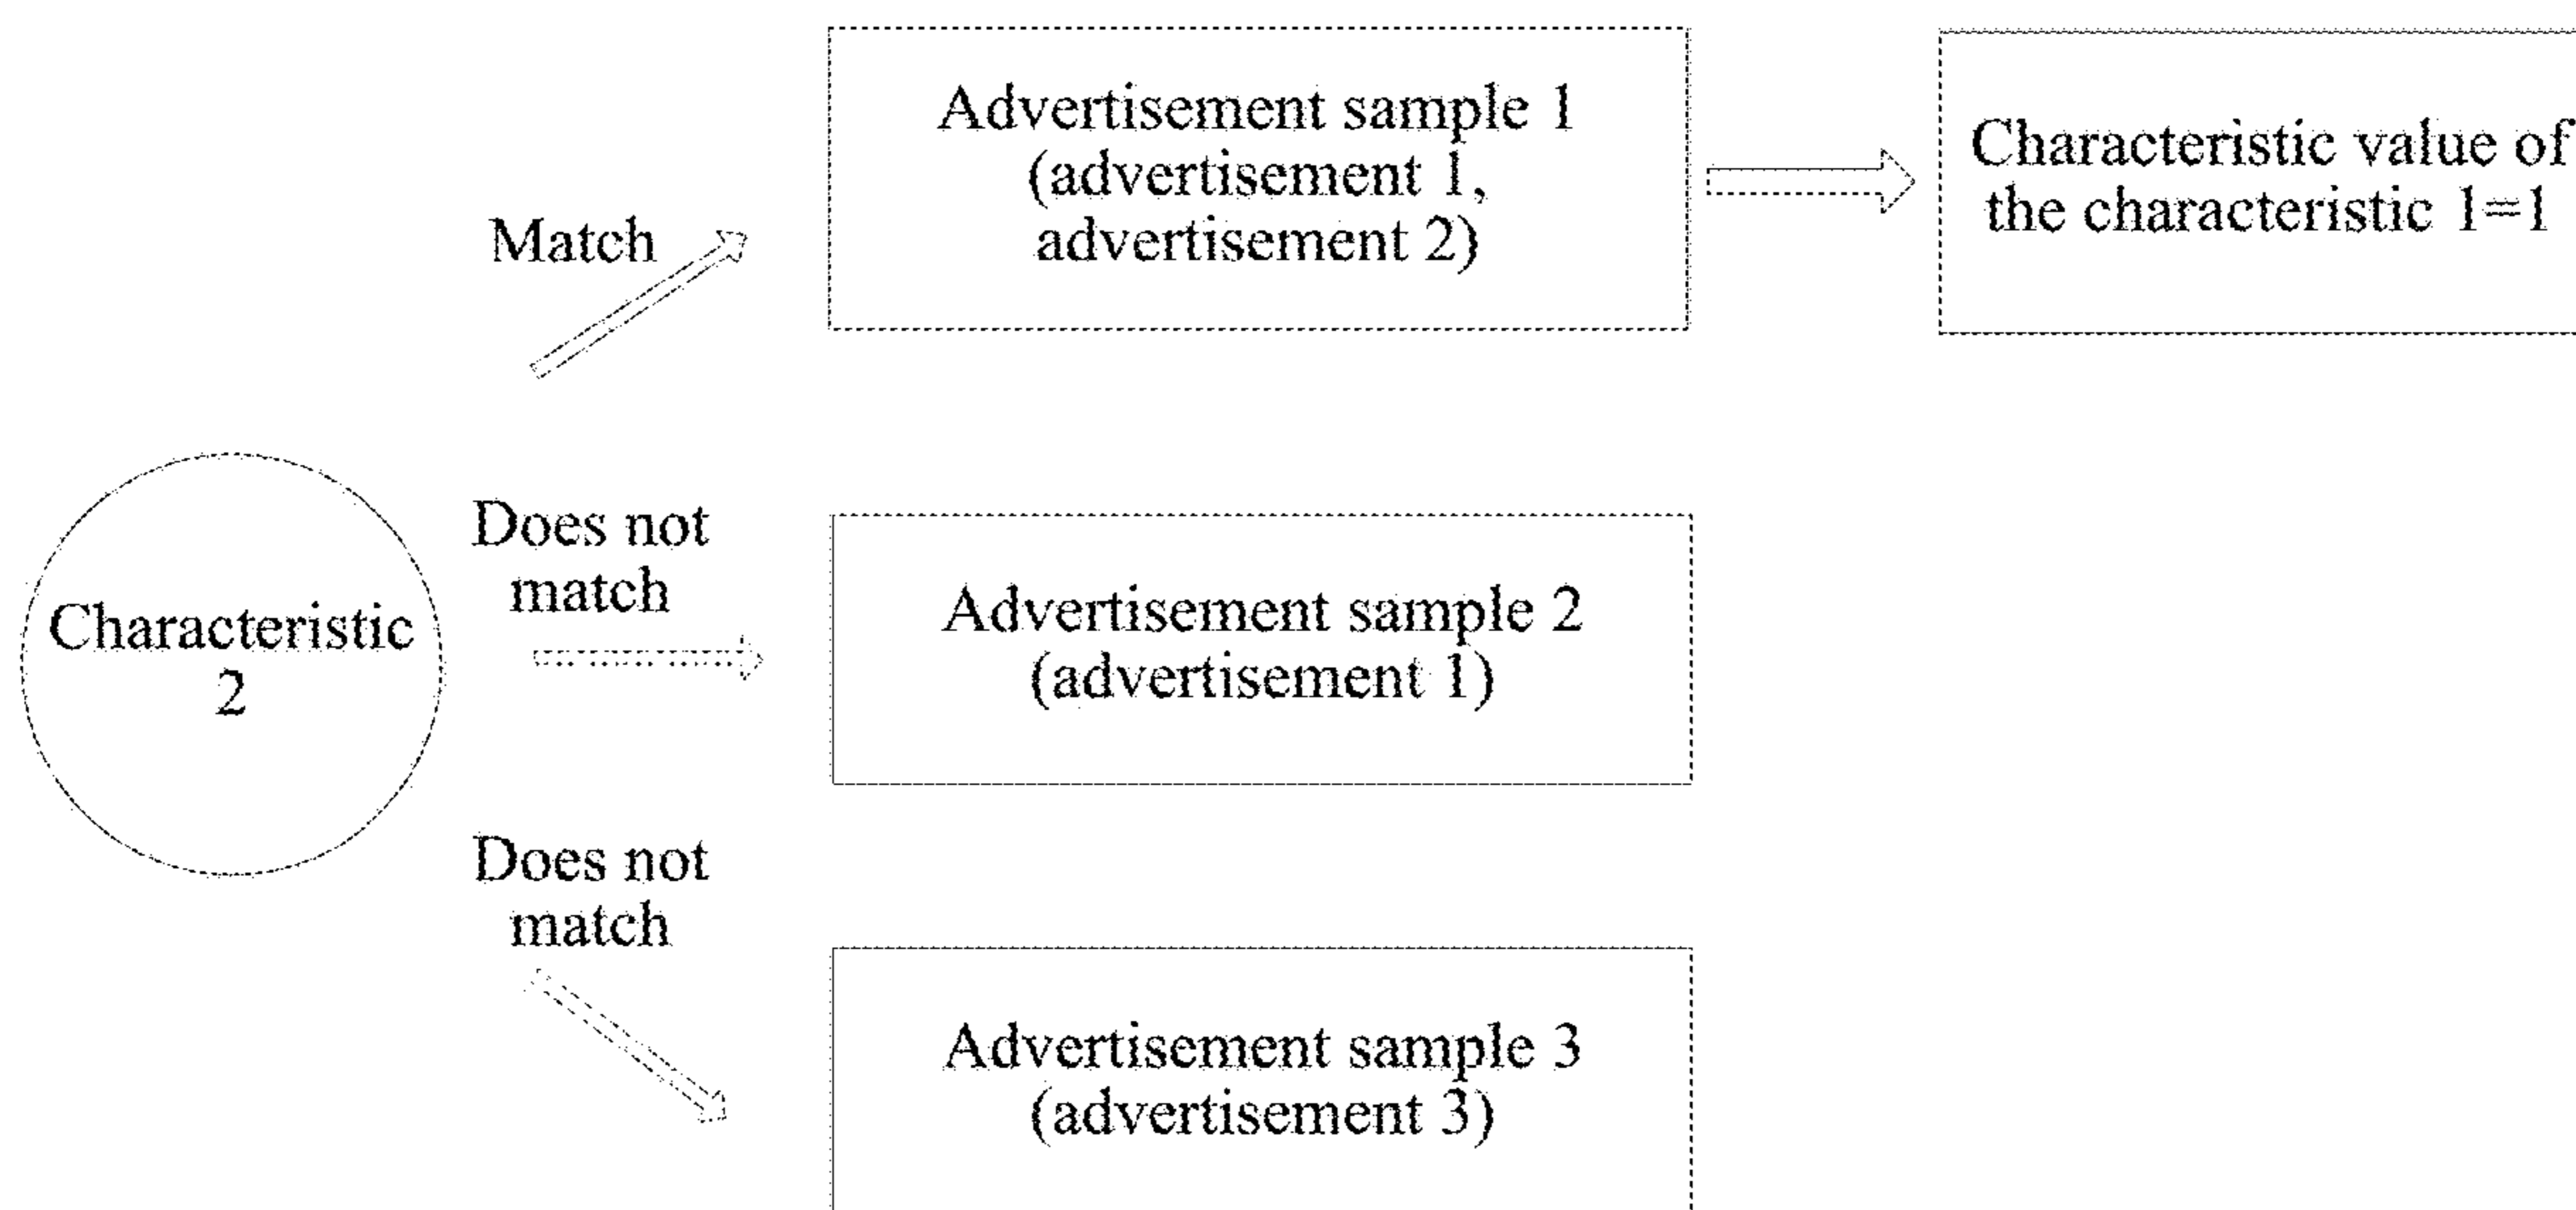 Advertisement sample 1
(advertisement 1,
advertisement 2)
Characteristic value of
the characteristic 1=1
Match
Does not
match
Characteristic
2
Advertisement sample 2
(advertisement 1)
Does not
match
Advertisement sample 3
(advertisement 3)